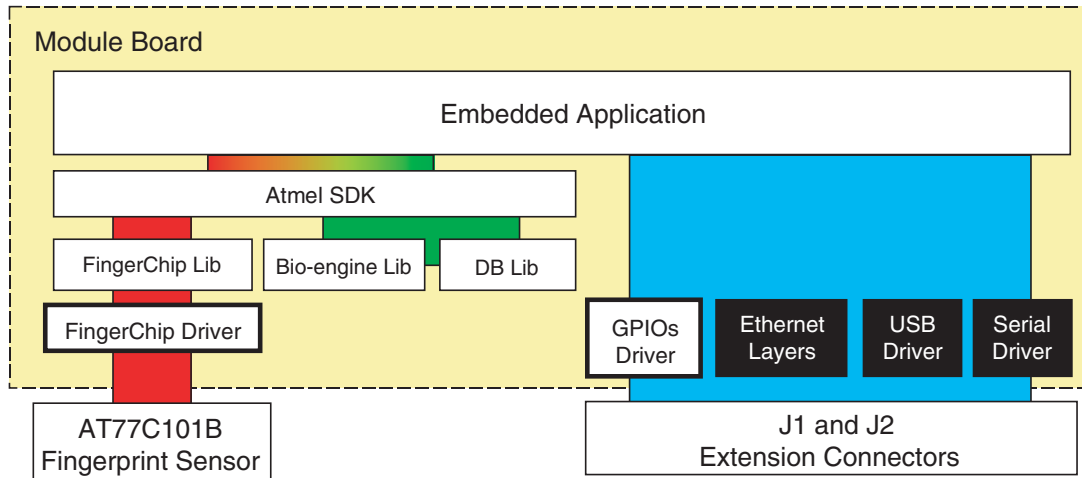 Module Board
Embedded Application
Atmel SDK
FingerChip Lib
Bio-engine Lib
DB Lib
FingerChip Driver
GPIOs
Driver
Ethernet
Layers
USB
Driver
Serial
Driver
AT77C101B
Fingerprint Sensor
J1 and J2
Extension Connectors